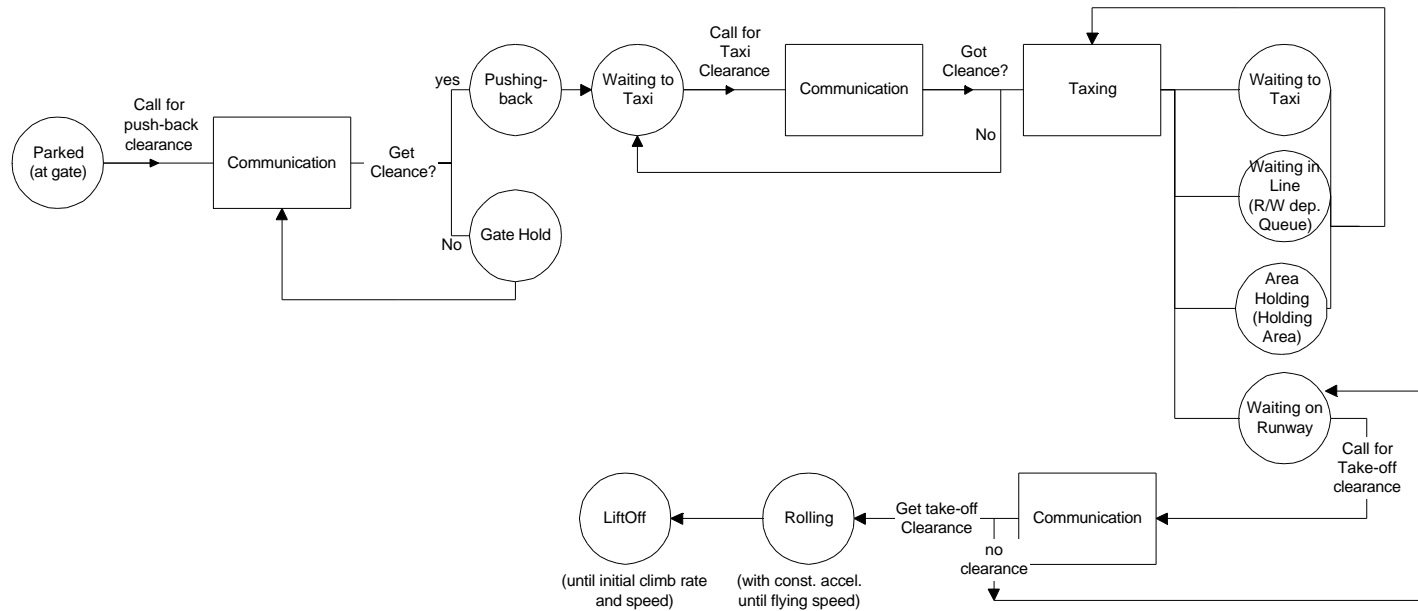 Parked
(at gate)
Call for
push-back
clearance
Communication
Get
Cleance?
yes
No
Pushing-
back
Gate Hold
Waiting to
Taxi
Call for
Taxi
Clearance
Communication
Got
Cleance?
No
Taxing
Waiting to
Taxi
Waiting in
Line
(R/W dep.
Queue)
Area
Holding
(Holding
Area)
Waiting on
Runway
Call for
Take-off
clearance
Communication
Get take-off
Clearance
no
clearance
Rolling
(with const. accel.
until flying speed)
LiftOff
(until initial climb rate
and speed)